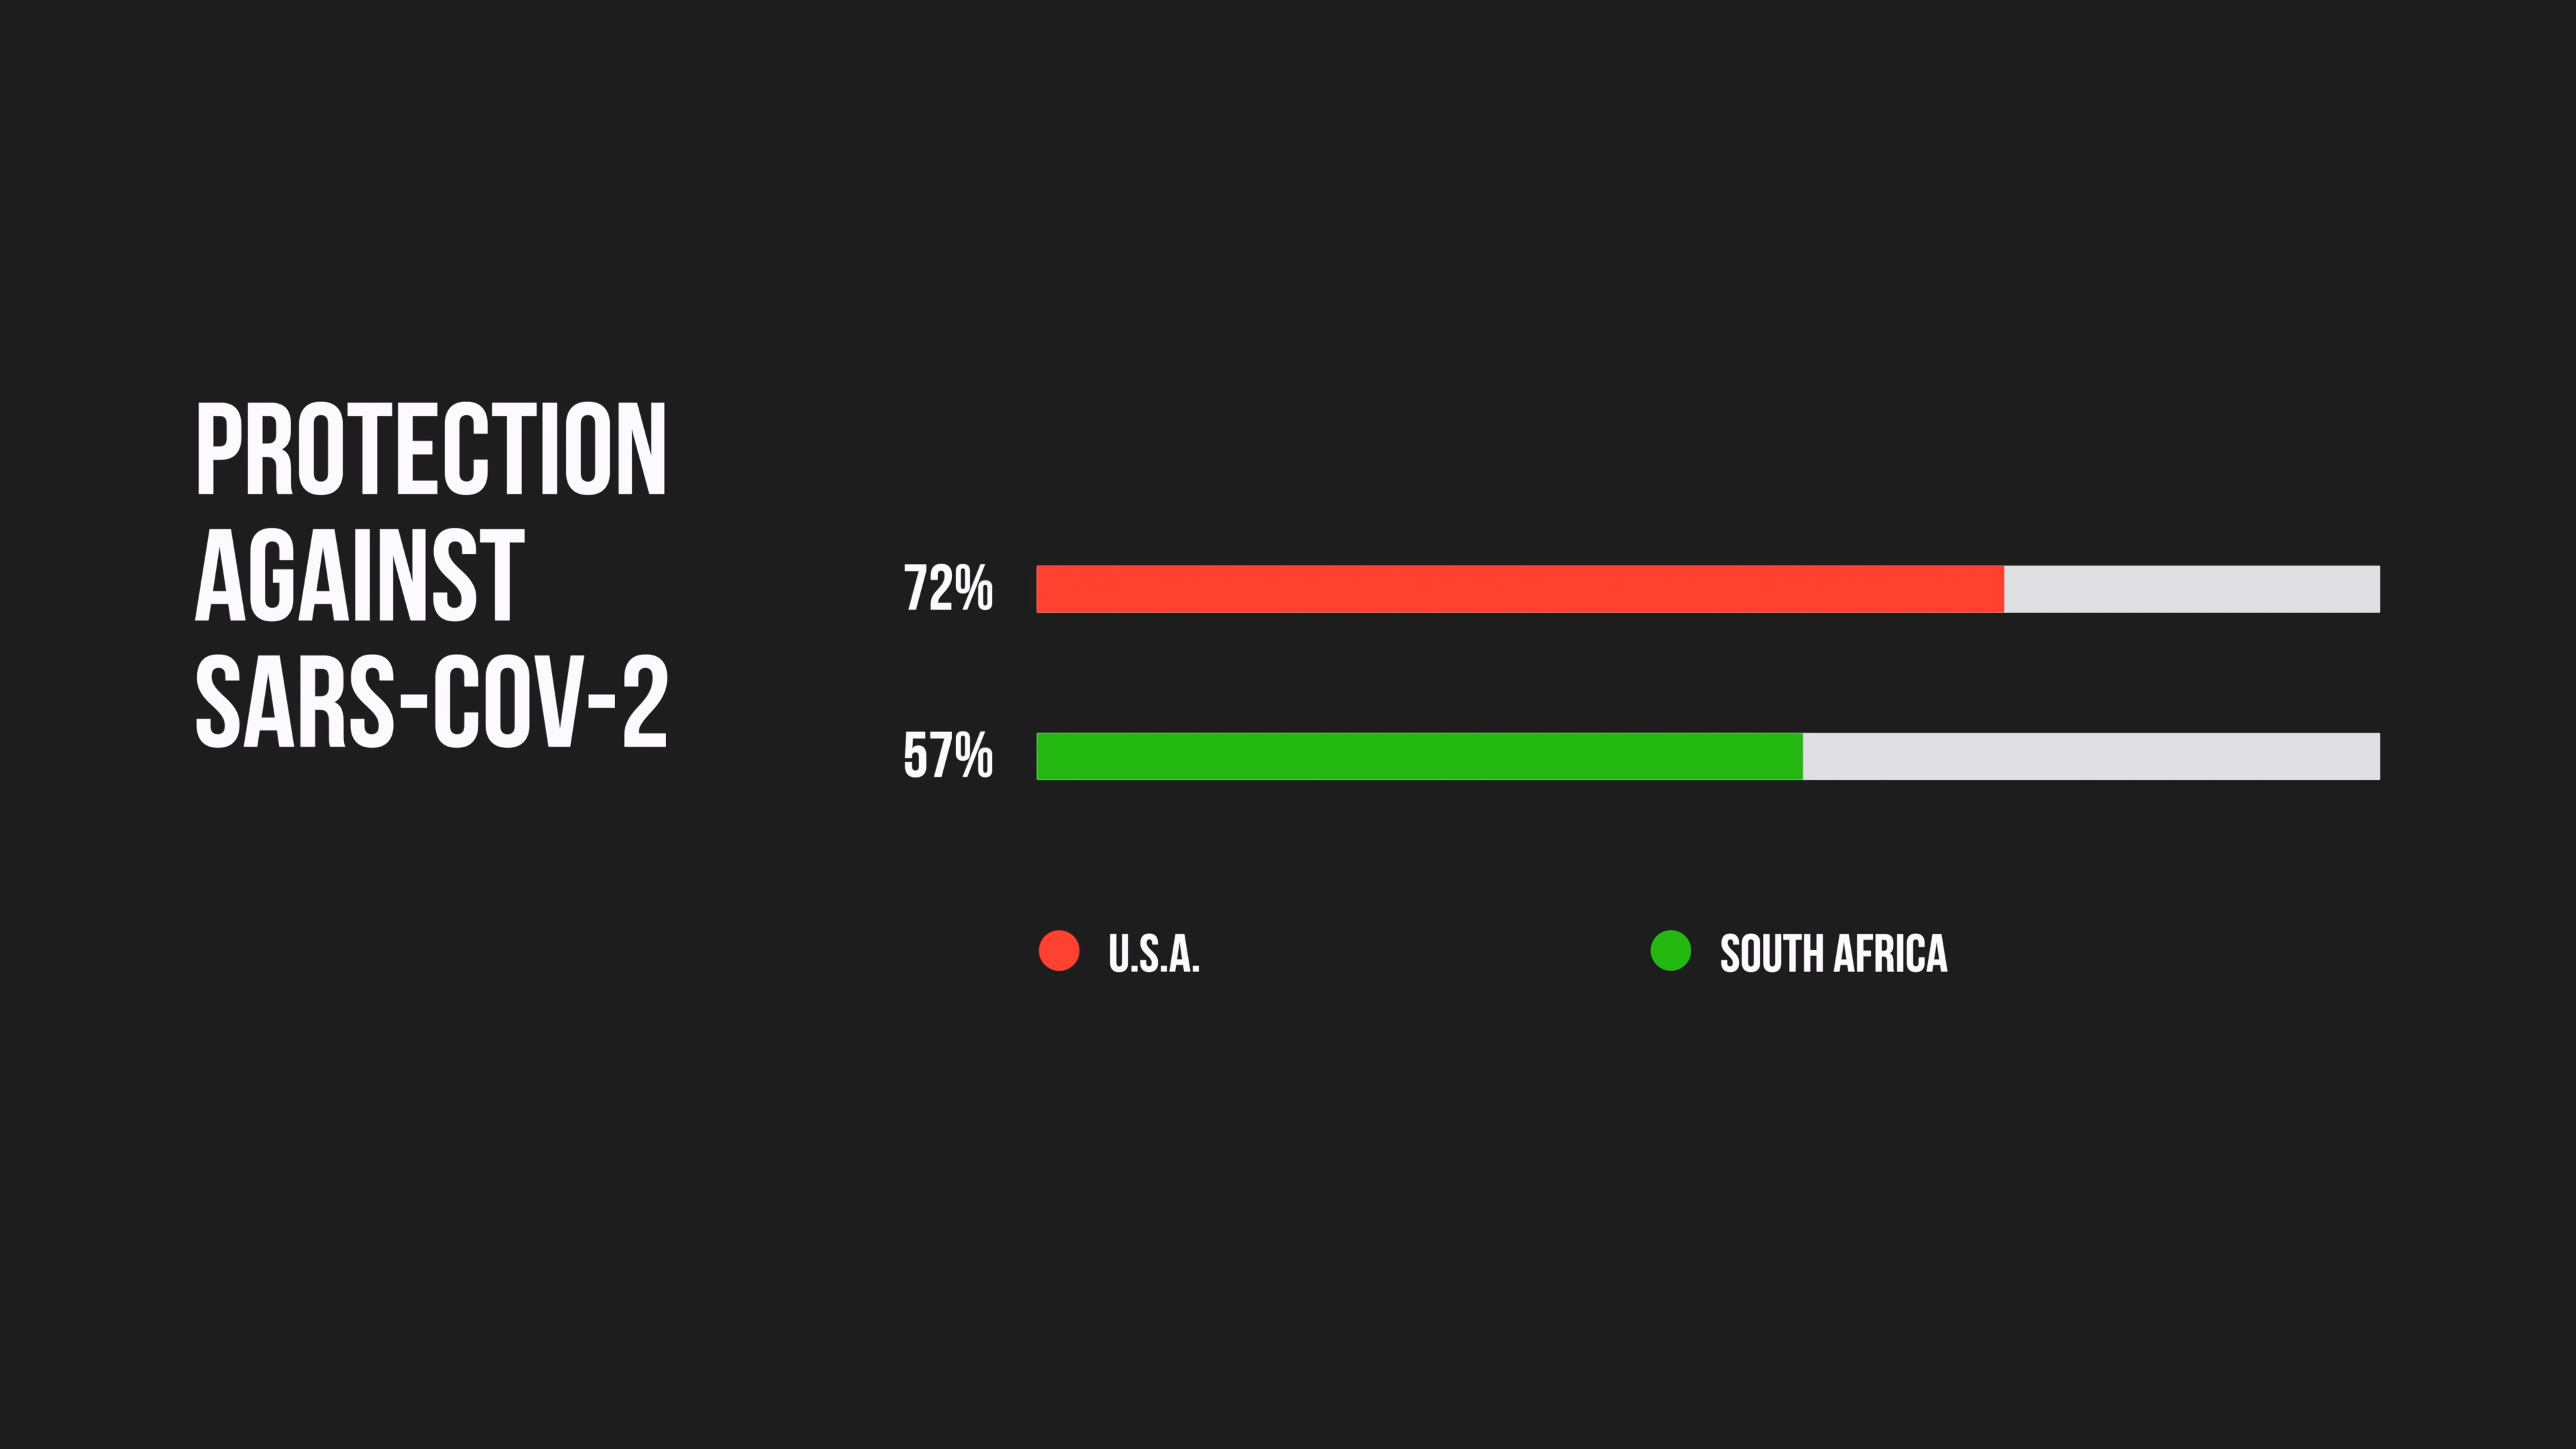 PROTECTION
AGAINST
SARS-COV-2
72%
57%
U.S.A.
SOUTH AFRICA